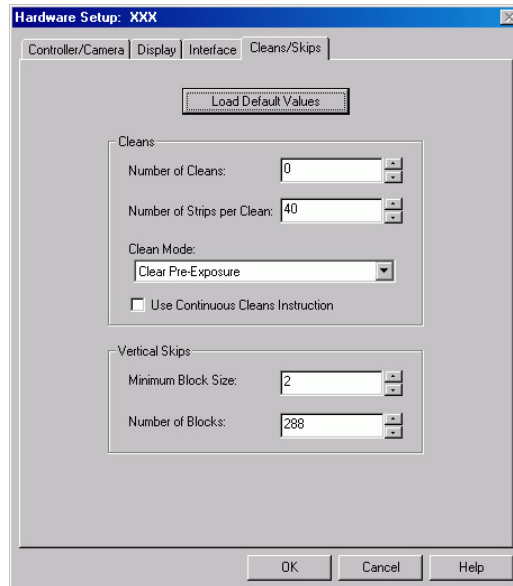 Hardware Setup: XXX
Controller/Camera Display Interface Cleans/Skips
Load Default Values
Cleans
Number of Cleans: 0
Number of Strips per Clean: 40
Clean Mode:
Clear Pre-Exposure
Use Continuous Cleans Instruction
Vertical Skips
Minimum Block Size: 2
Number of Blocks: 288
OK Cancel Help